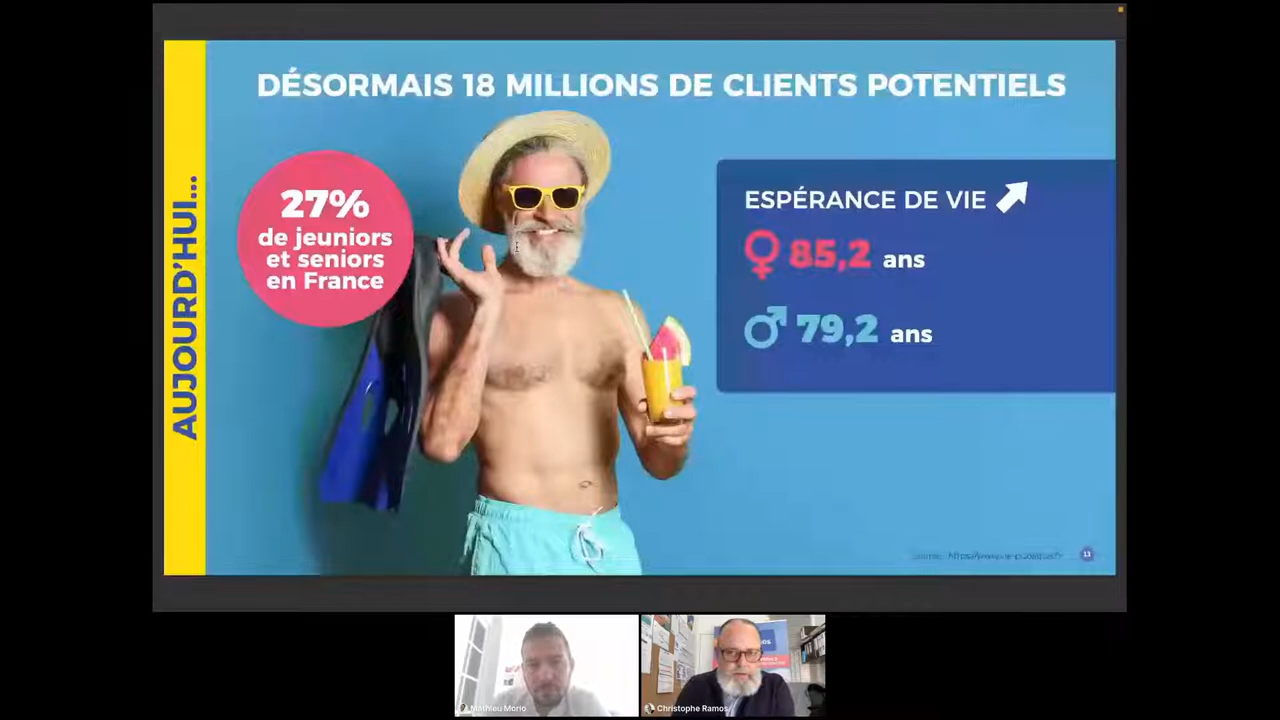 DÉSORMAIS 18 MILLIONS DE CLIENTS POTENTIELS
AUJOURD'HUI...
27%
de jeuniors
et seniors
en France
ESPÉRANCE DE VIE
85,2 ans
79,2 ans
13
Mathieu Morio
Christophe Ramos